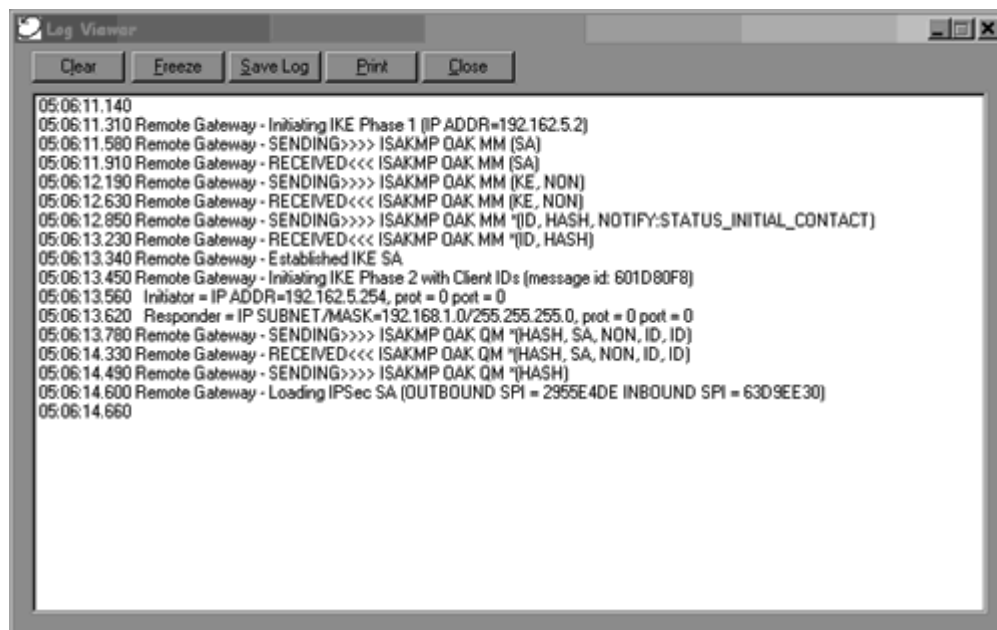 Log Viewer
Clear Freeze Save Log Print Close
05:06:11.140
05:06:11.310 Remote Gateway - Initiating IKE Phase 1 (IP ADDR=192.162.5.2)
05:06:11.580 Remote Gateway - SENDING>>>> ISAKMP OAK MM (SA)
05:06:11.910 Remote Gateway - RECEIVED<<< ISAKMP OAK MM (SA)
05:06:12.190 Remote Gateway - SENDING>>>> ISAKMP OAK MM (KE, NON)
05:06:12.630 Remote Gateway - RECEIVED<<< ISAKMP OAK MM (KE, NON)
05:06:12.850 Remote Gateway - SENDING>>>> ISAKMP OAK MM *(ID, HASH, NOTIFY:STATUS_INITIAL_CONTACT)
05:06:13.230 Remote Gateway - RECEIVED<<< ISAKMP OAK MM *(ID, HASH)
05:06:13.340 Remote Gateway - Established IKE SA
05:06:13.450 Remote Gateway - Initiating IKE Phase 2 with Client IDs (message id: 601D80F8)
05:06:13.560 Initiator = IP ADDR=192.162.5.254, prot = 0 port = 0
05:06:13.620 Responder = IP SUBNET/MASK=192.168.1.0/255.255.255.0, prot = 0 port = 0
05:06:13.780 Remote Gateway - SENDING>>>> ISAKMP OAK QM *(HASH, SA, NON, ID, ID)
05:06:14.330 Remote Gateway - RECEIVED<<< ISAKMP OAK QM *(HASH, SA, NON, ID, ID)
05:06:14.490 Remote Gateway - SENDING>>>> ISAKMP OAK QM *(HASH)
05:06:14.600 Remote Gateway - Loading IPSec SA (OUTBOUND SPI = 2955E4DE INBOUND SPI = 63D9EE30)
05:06:14.660